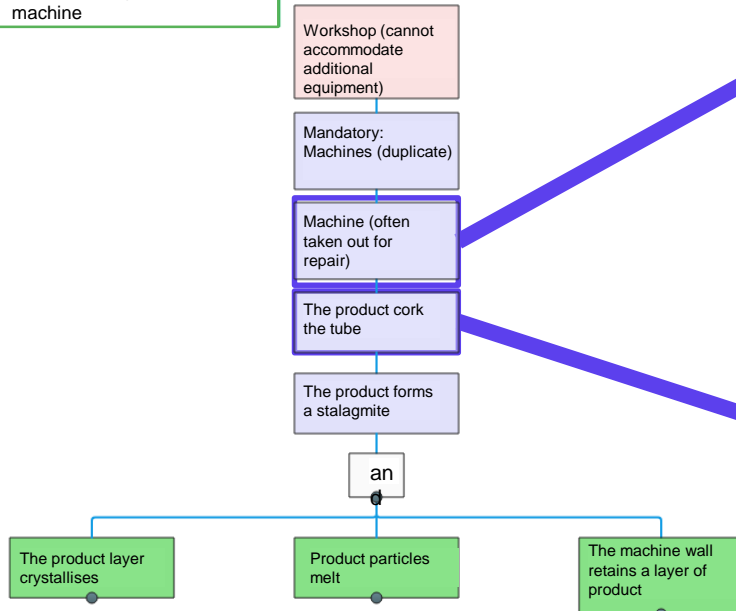 machine
Workshop (cannot
accommodate
additional
equipment)
Mandatory:
Machines (duplicate)
Machine (often
taken out for
repair)
The product cork
the tube
The product forms
a stalagmite
an
d
The product layer
crystallises
Product particles
melt
The machine wall
retains a layer of
product